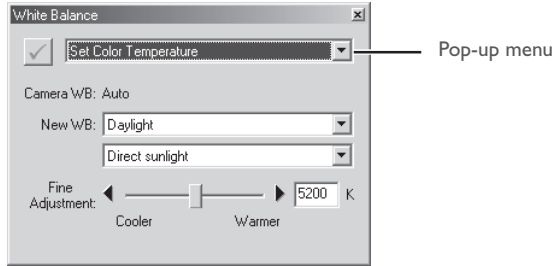 White Balance
Set Color Temperature
Pop-up menu
Camera WB: Auto
New WB: Daylight
Direct sunlight
Fine
Adjustment:
5200 K
Cooler Warmer